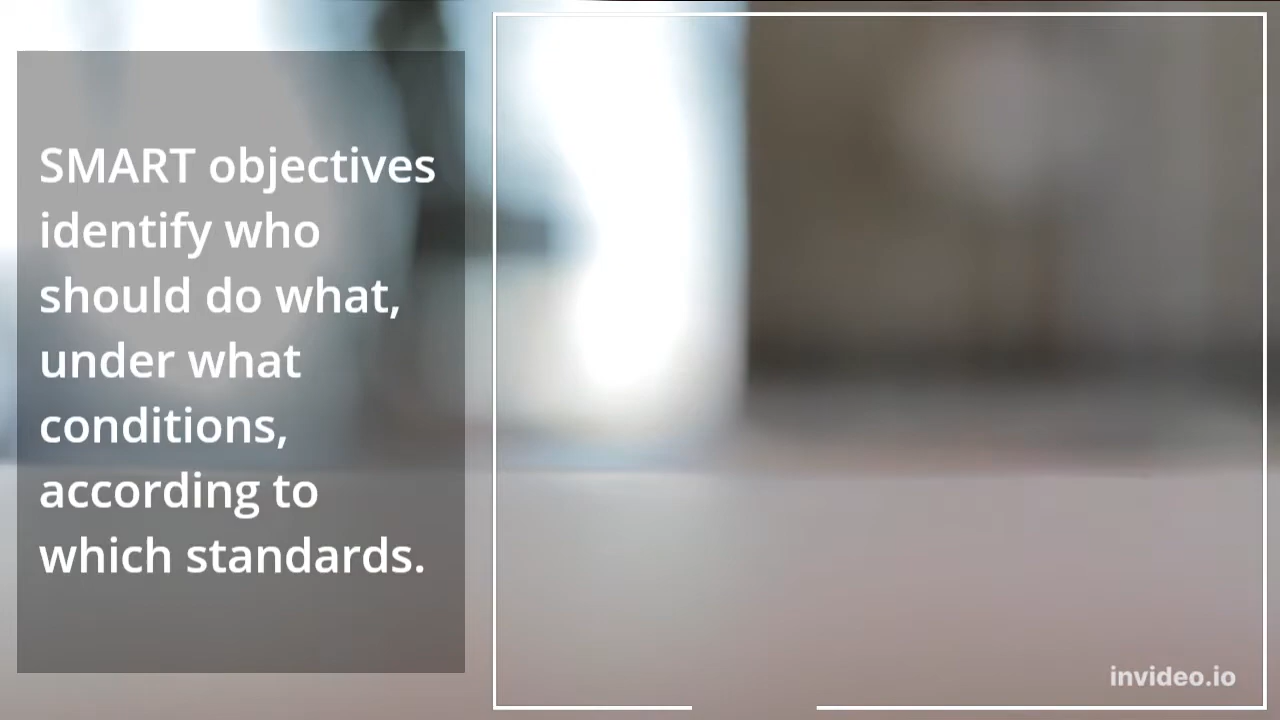 SMART objectives
identify who
should do what,
under what
conditions,
according to
which standards.
invideo.io